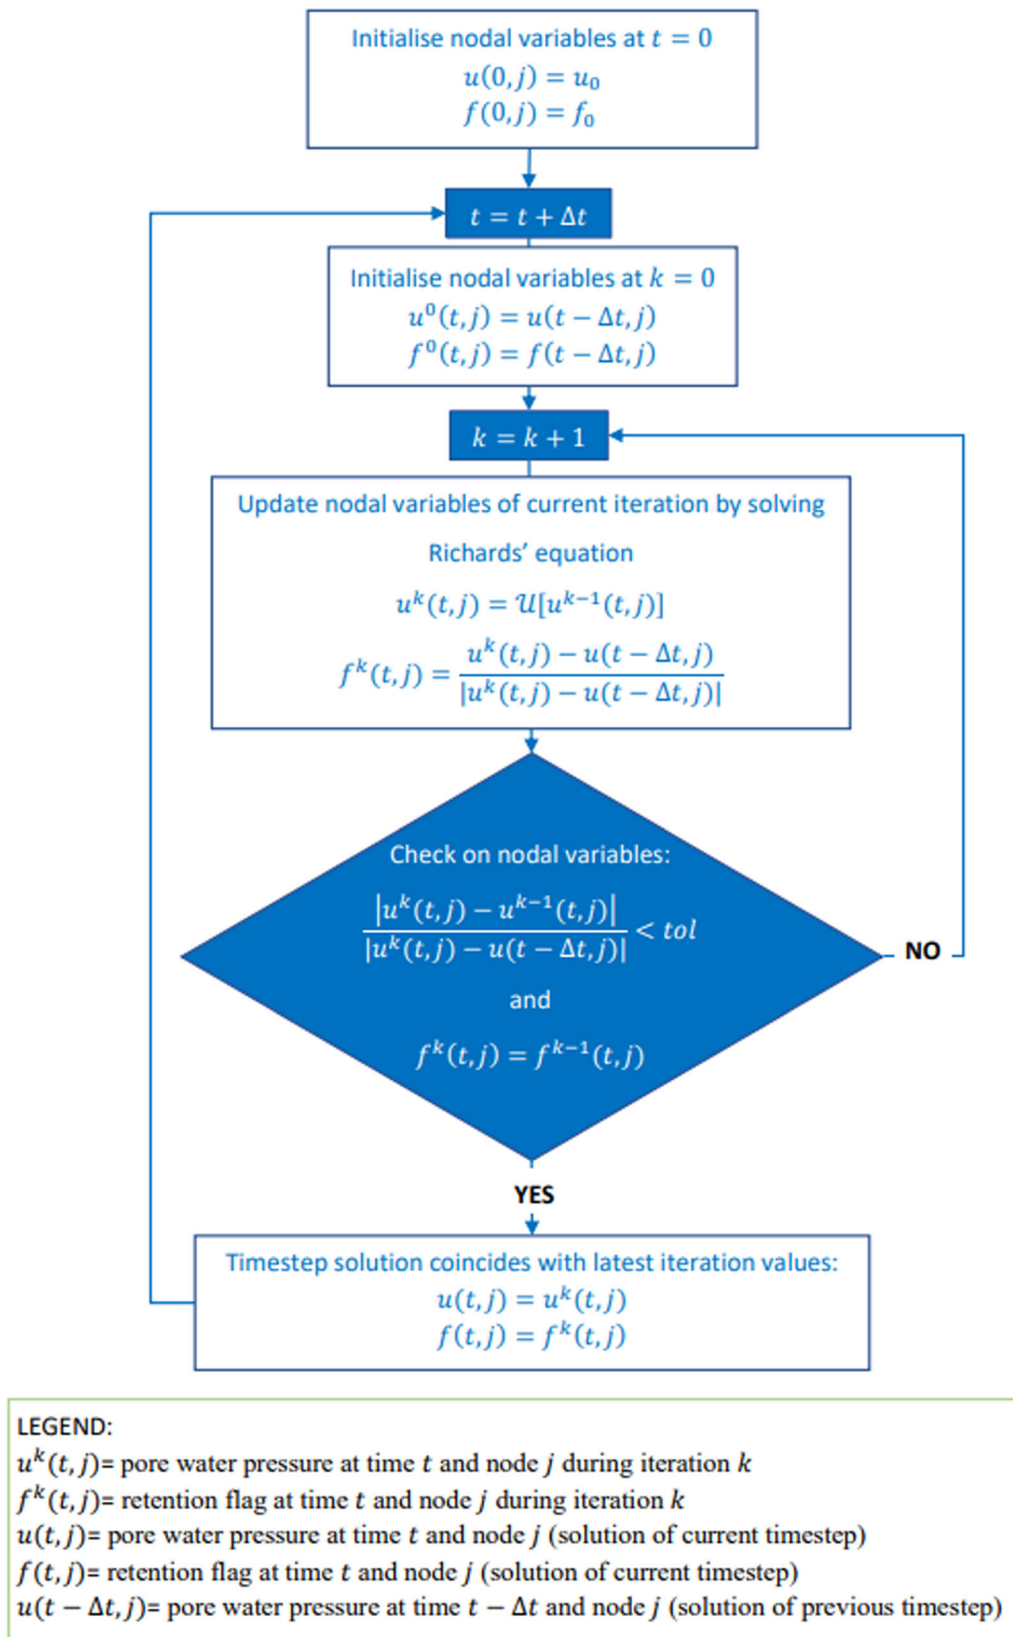 Initialise nodal variables at t = 0
u(0, j) = u₀
f(0, j) = f₀
t = t + Δt
Initialise nodal variables at k = 0
u⁰(t, j) = u(t − Δt, j)
f⁰(t, j) = f(t − Δt, j)
k = k + 1
Update nodal variables of current iteration by solving
Richards’ equation
uᵏ(t, j) = 𝒰[uᵏ⁻¹(t, j)]
fᵏ(t, j) = (uᵏ(t, j) − u(t − Δt, j)) / |uᵏ(t, j) − u(t − Δt, j)|
Check on nodal variables:
|uᵏ(t, j) − uᵏ⁻¹(t, j)| / |uᵏ(t, j) − u(t − Δt, j)| < tol
NO
and
fᵏ(t, j) = fᵏ⁻¹(t, j)
YES
Timestep solution coincides with latest iteration values:
u(t, j) = uᵏ(t, j)
f(t, j) = fᵏ(t, j)
LEGEND:
uᵏ(t, j)= pore water pressure at time t and node j during iteration k
fᵏ(t, j)= retention flag at time t and node j during iteration k
u(t, j)= pore water pressure at time t and node j (solution of current timestep)
f(t, j)= retention flag at time t and node j (solution of current timestep)
u(t − Δt, j)= pore water pressure at time t − Δt and node j (solution of previous timestep)